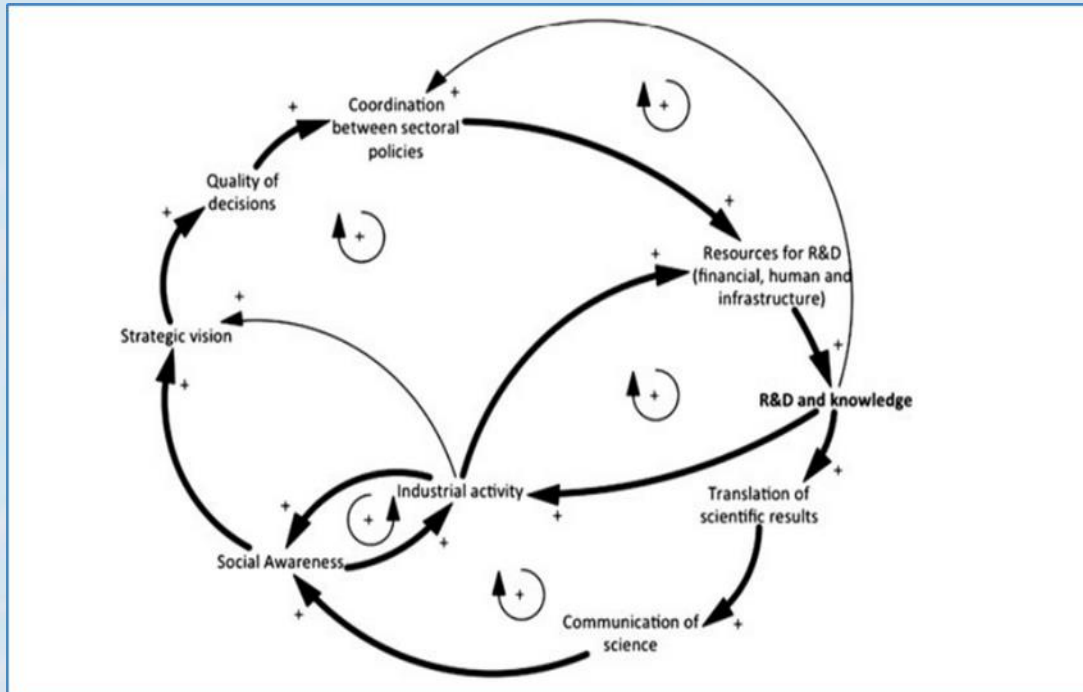 +
Coordination
between sectoral
policies
+
+
+
Quality of
decisions
+
+
+
Resources for R&D
(financial, human and
infrastructure)
+
+
Strategic vision
+
+
+
R&D and knowledge
+
Industrial activity
Translation of
scientific results
+
+
+
+
Social Awareness
+
+
+
Communication of
science
+